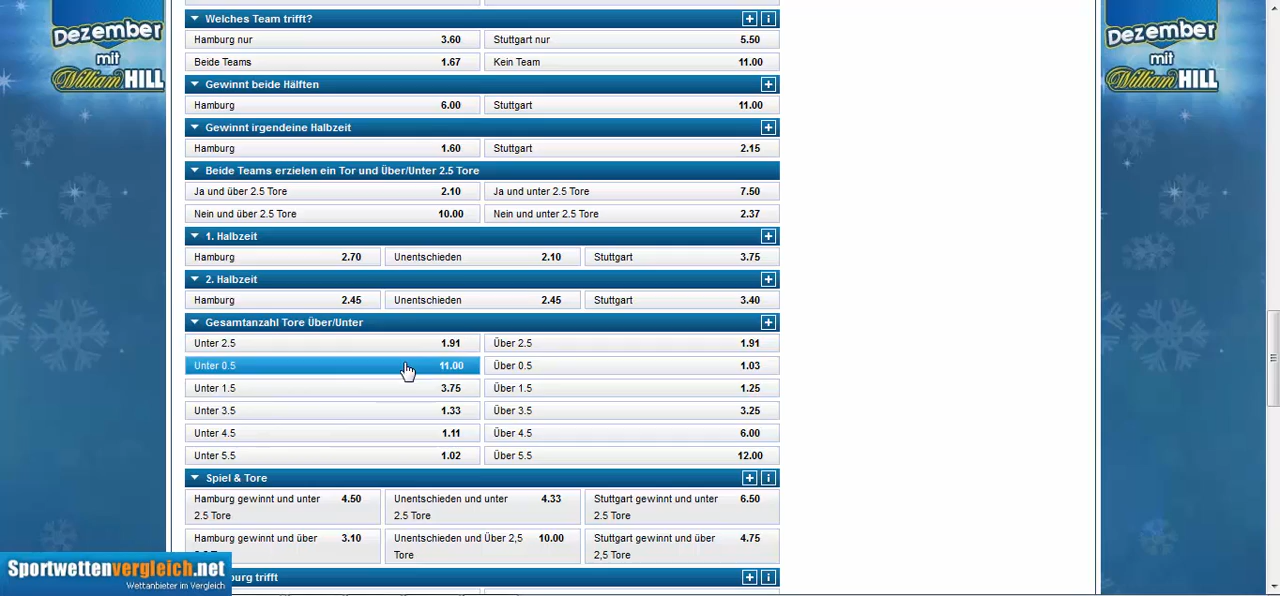 Dezember
mit
William HILL
Dezember
mit
William HILL
Welches Team trifft?
Hamburg nur 3.60 Stuttgart nur 5.50
Beide Teams 1.67 Kein Team 11.00
Gewinnt beide Hälften
Hamburg 6.00 Stuttgart 11.00
Gewinnt irgendeine Halbzeit
Hamburg 1.60 Stuttgart 2.15
Beide Teams erzielen ein Tor und Über/Unter 2.5 Tore
Ja und über 2.5 Tore 2.10 Ja und unter 2.5 Tore 7.50
Nein und über 2.5 Tore 10.00 Nein und unter 2.5 Tore 2.37
1. Halbzeit
Hamburg 2.70 Unentschieden 2.10 Stuttgart 3.75
2. Halbzeit
Hamburg 2.45 Unentschieden 2.45 Stuttgart 3.40
Gesamtanzahl Tore Über/Unter
Unter 2.5 1.91 Über 2.5 1.91
Unter 0.5 11.00 Über 0.5 1.03
Unter 1.5 3.75 Über 1.5 1.25
Unter 3.5 1.33 Über 3.5 3.25
Unter 4.5 1.11 Über 4.5 6.00
Unter 5.5 1.02 Über 5.5 12.00
Spiel & Tore
Hamburg gewinnt und unter 4.50 Unentschieden und unter 4.33 Stuttgart gewinnt und unter 6.50
2.5 Tore 2.5 Tore 2.5 Tore
Hamburg gewinnt und über 3.10 Unentschieden und Über 2,5 10.00 Stuttgart gewinnt und über 4.75
Tore 2,5 Tore
burg trifft
Sportwettenvergleich.net
Wettanbieter im Vergleich